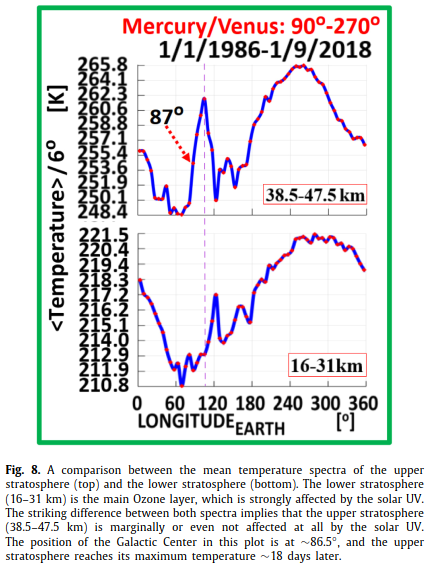 Mercury/Venus: 90º-270º
1/1/1986-1/9/2018
<Temperature>/6º [K]
265.8
264.1
262.3
260.6
258.8
257.1
255.4
253.6
251.9
250.1
248.4
87º
38.5-47.5 km
221.5
220.4
219.4
218.3
217.2
216.2
215.1
214.0
212.9
211.9
210.8
16-31km
0 60 120 180 240 300 360
LONGITUDE EARTH [º]
Fig. 8. A comparison between the mean temperature spectra of the upper
stratosphere (top) and the lower stratosphere (bottom). The lower stratosphere
(16–31 km) is the main Ozone layer, which is strongly affected by the solar UV.
The striking difference between both spectra implies that the upper stratosphere
(38.5–47.5 km) is marginally or even not affected at all by the solar UV.
The position of the Galactic Center in this plot is at ~86.5°, and the upper
stratosphere reaches its maximum temperature ~18 days later.